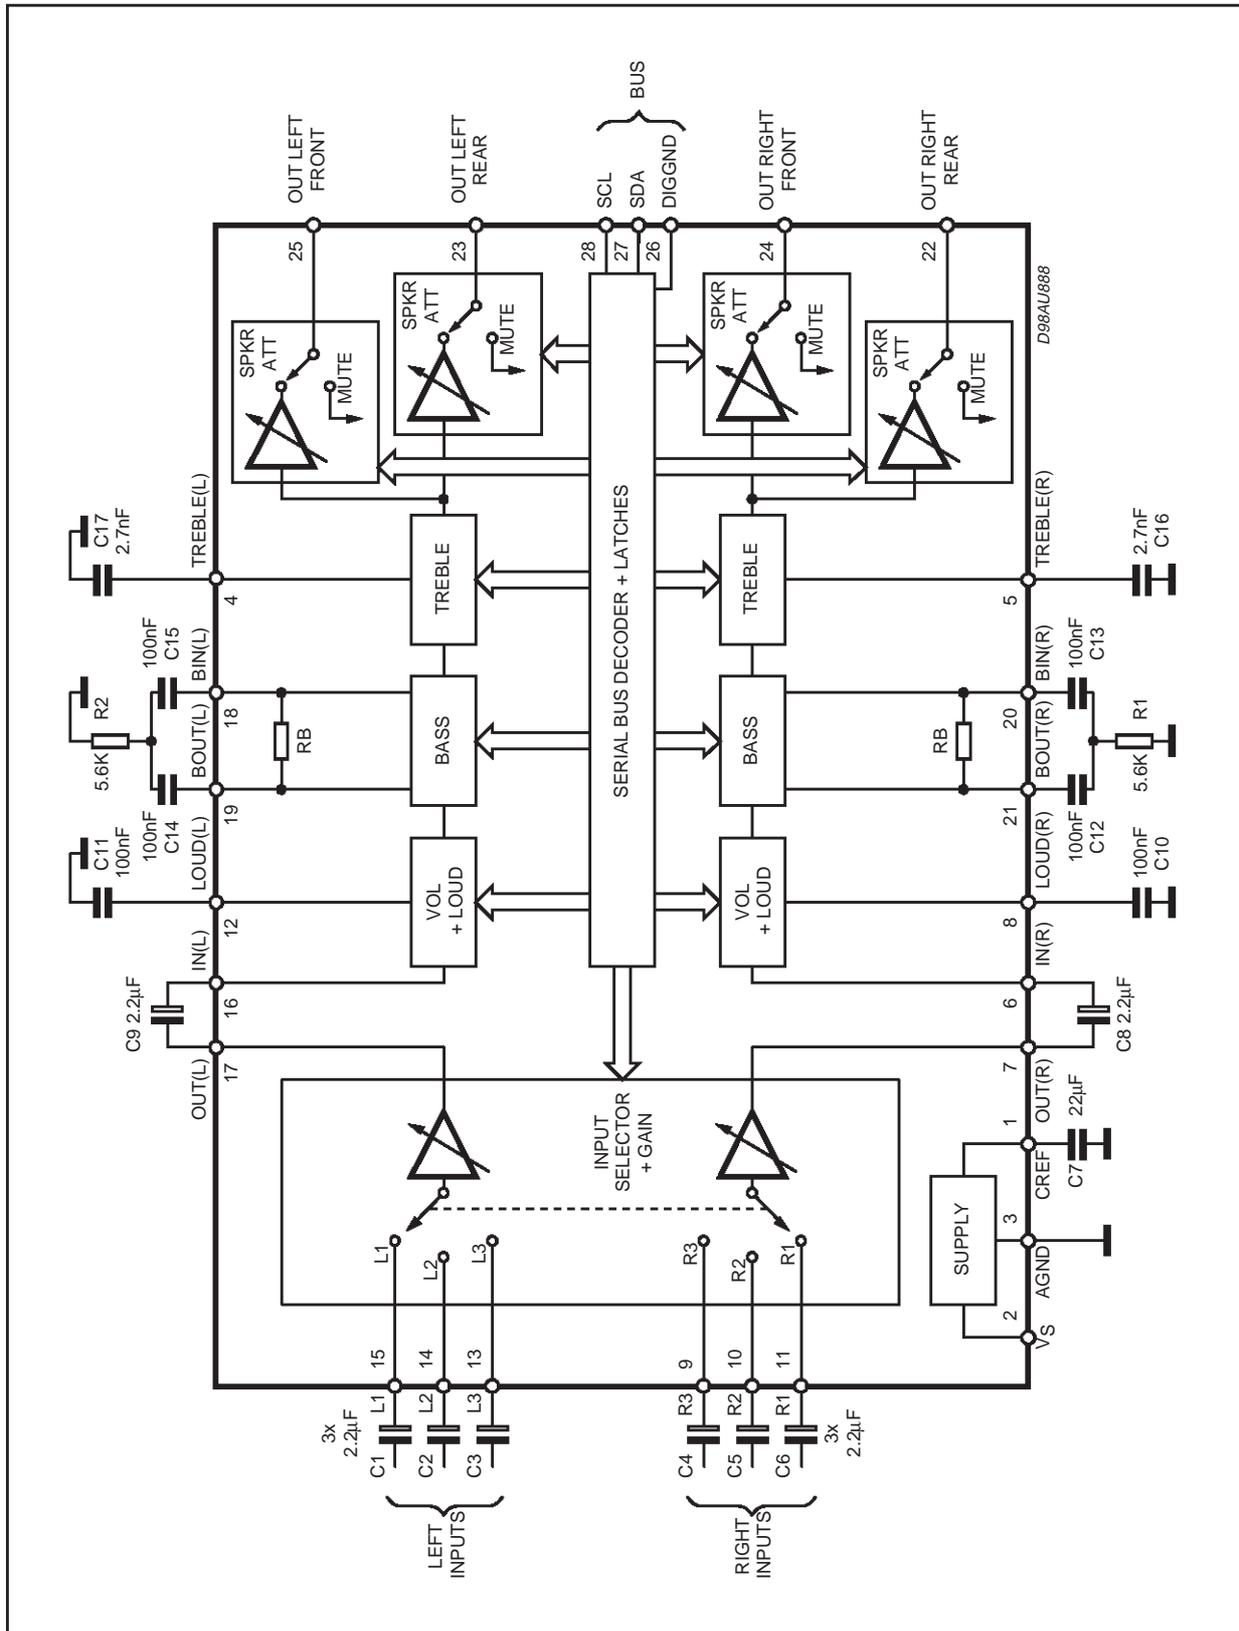 3x
2.2µF
C1
L1
15
C2
L2
14
C3
L3
13
LEFT
INPUTS
L1
L2
L3
C4
R3
9
C5
R2
10
C6
R1
11
3x
2.2µF
RIGHT
INPUTS
R3
R2
R1
INPUT
SELECTOR
+ GAIN
SUPPLY
2
VS
3
AGND
1
CREF
C7
22µF
OUT(L)
17
C9 2.2µF
16
IN(L)
12
LOUD(L)
C11
100nF
19
BOUT(L)
100nF
C14
5.6K
R2
18
BIN(L)
100nF
C15
4
TREBLE(L)
C17
2.7nF
RB
VOL
+ LOUD
BASS
TREBLE
SERIAL BUS DECODER + LATCHES
VOL
+ LOUD
BASS
TREBLE
RB
7
OUT(R)
C8 2.2µF
6
IN(R)
8
LOUD(R)
100nF
C10
21
BOUT(R)
100nF
C12
5.6K
R1
20
BIN(R)
100nF
C13
5
TREBLE(R)
2.7nF
C16
SPKR
ATT
MUTE
25
OUT LEFT
FRONT
SPKR
ATT
MUTE
23
OUT LEFT
REAR
28
SCL
27
SDA
26
DIGGND
BUS
SPKR
ATT
MUTE
24
OUT RIGHT
FRONT
SPKR
ATT
MUTE
22
OUT RIGHT
REAR
D98AU888